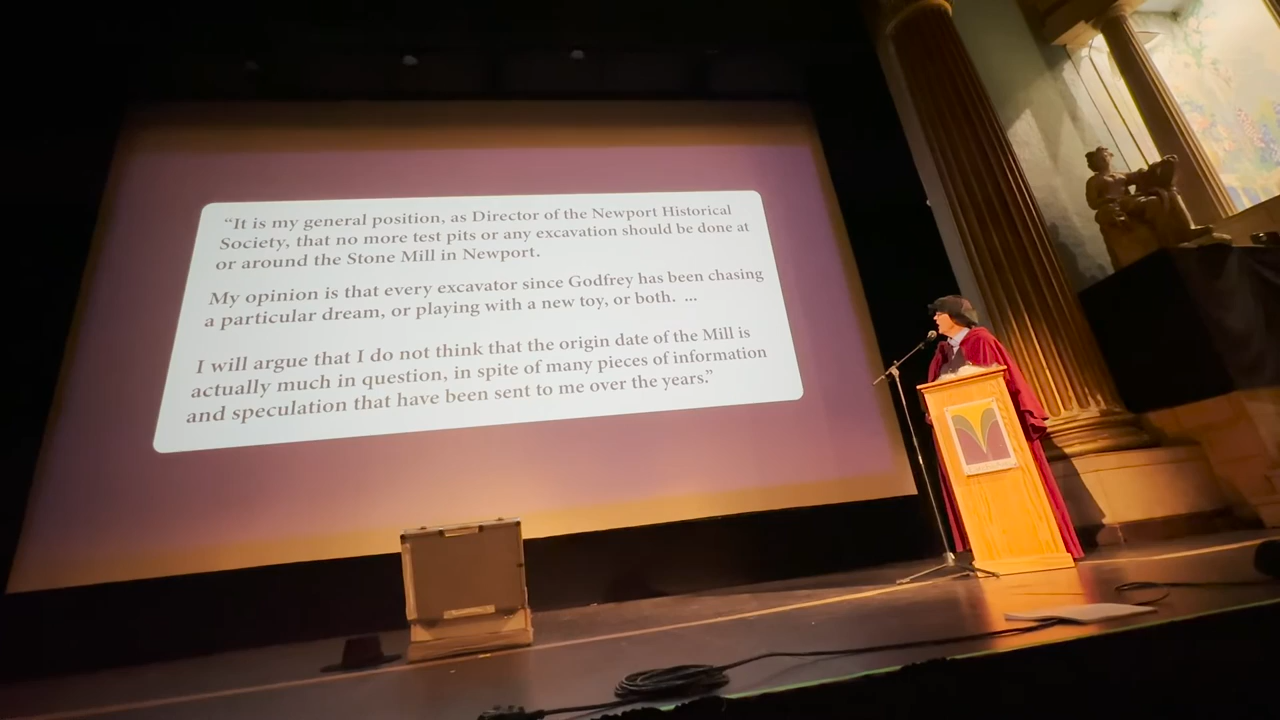 “It is my general position, as Director of the Newport Historical
Society, that no more test pits or any excavation should be done at
or around the Stone Mill in Newport.
My opinion is that every excavator since Godfrey has been chasing
a particular dream, or playing with a new toy, or both.  ...
I will argue that I do not think that the origin date of the Mill is
actually much in question, in spite of many pieces of information
and speculation that have been sent to me over the years.”